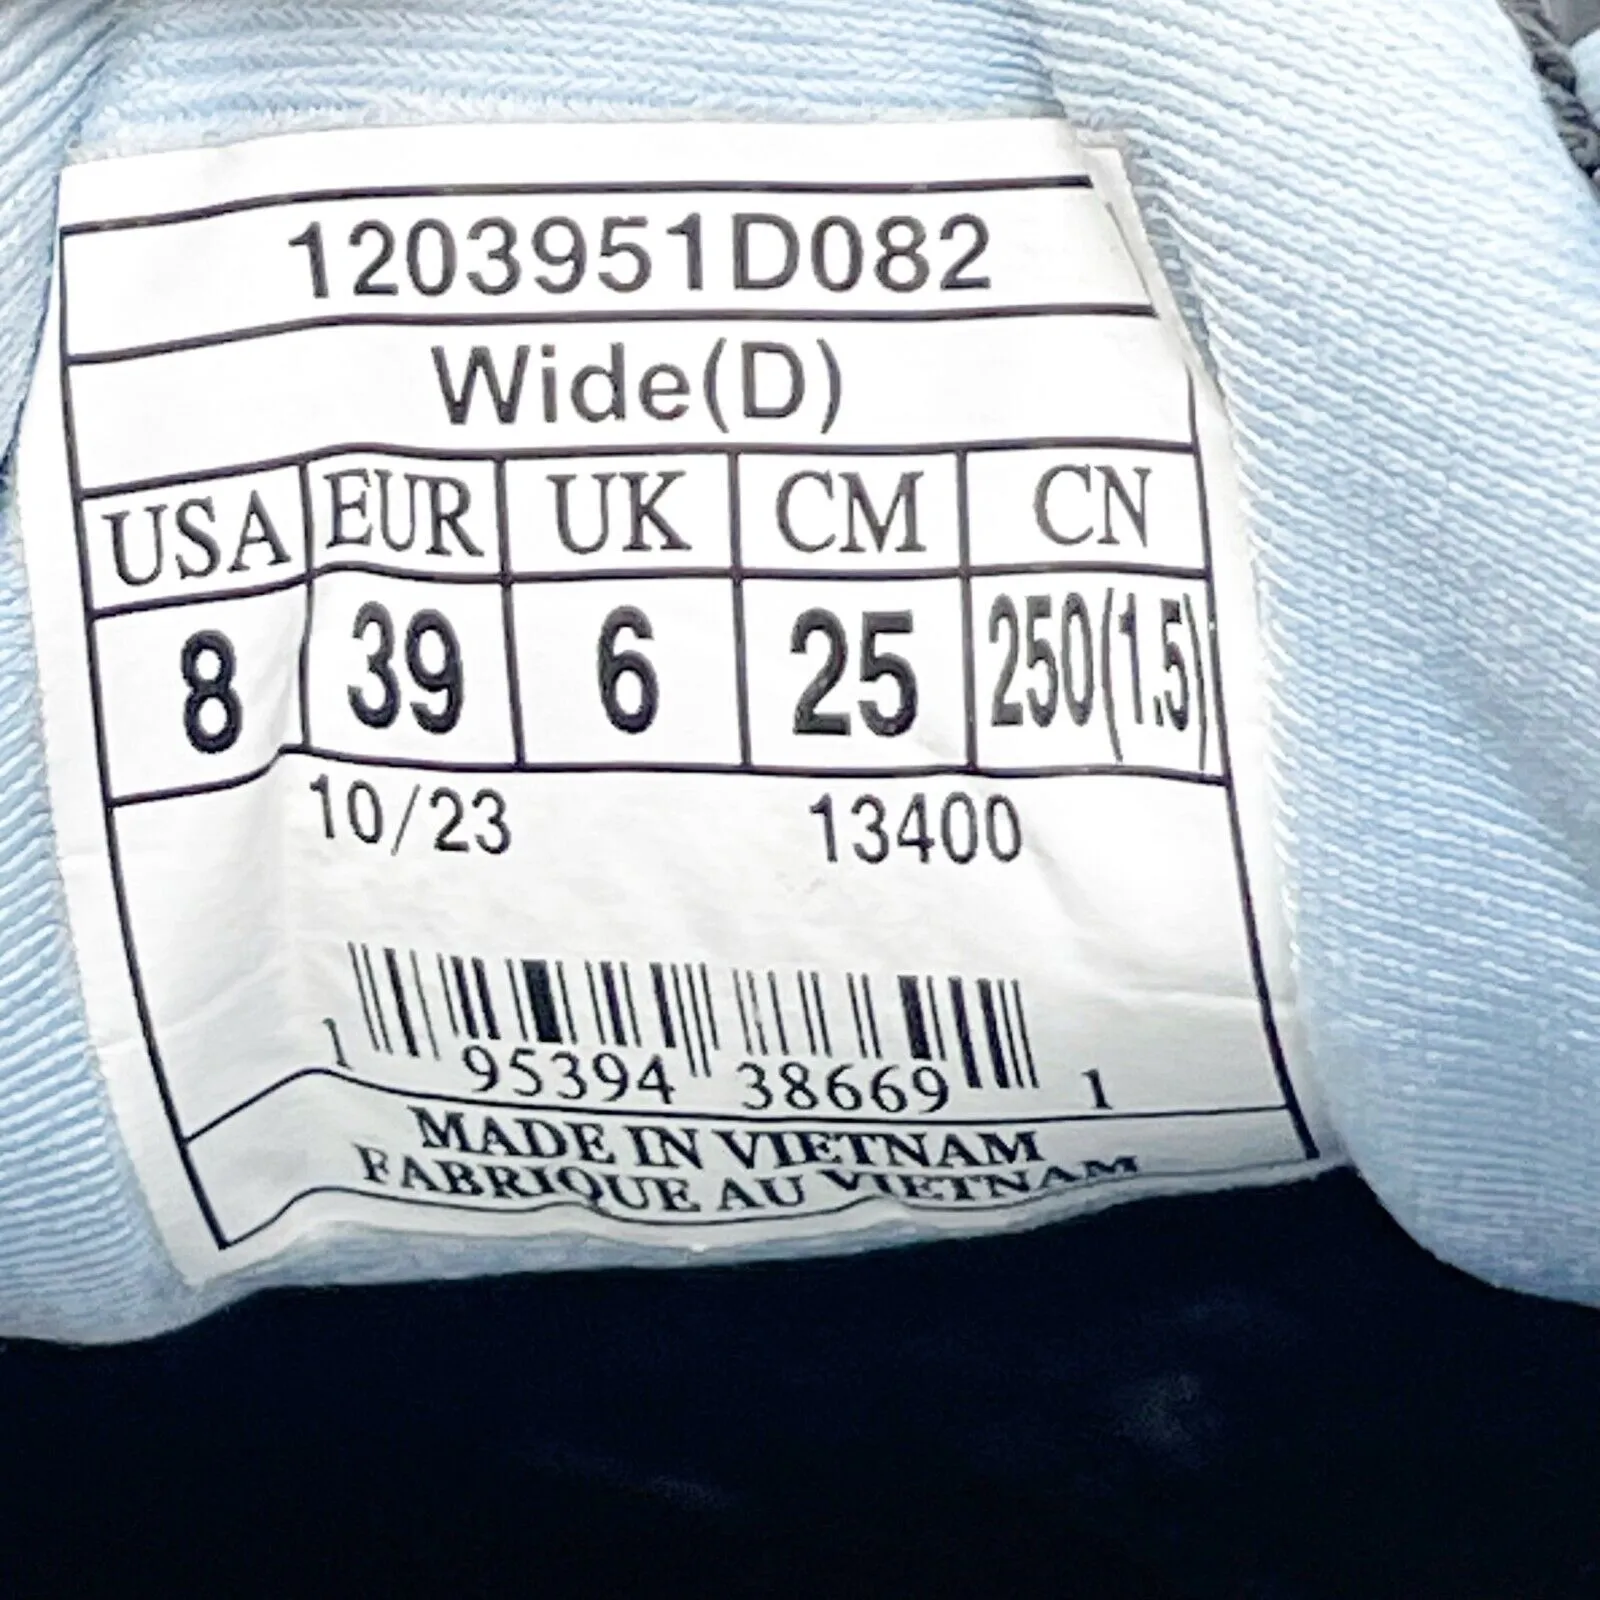 1203951D082
Wide(D)
USA EUR UK CM CN
8 39 6 25 250(1.5)
10/23 13400
1 95394 38669 1
MADE IN VIETNAM
FABRIQUE AU VIETNAM